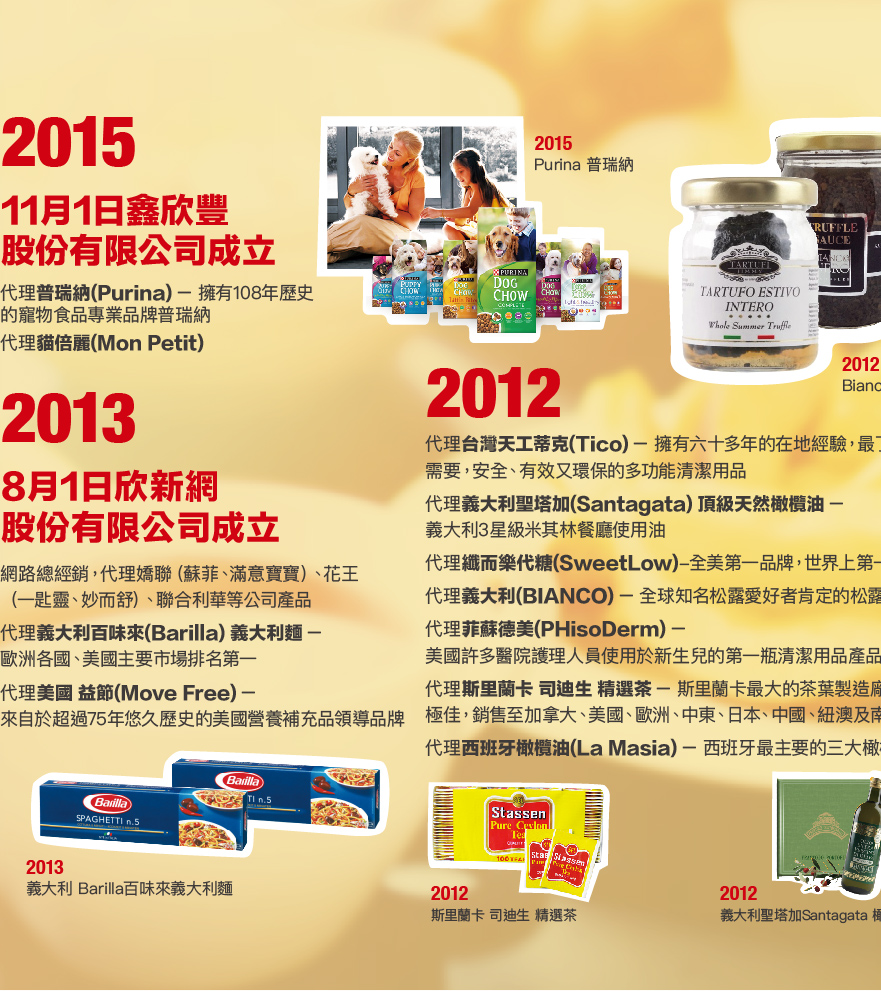 2015
11月1日鑫欣豐
股份有限公司成立
代理普瑞納(Purina) － 擁有108年歷史
的寵物食品專業品牌普瑞納
代理貓倍麗(Mon Petit)
2015
Purina 普瑞納
PURINA
PUPPY
CHOW
DOG
CHOW
PURINA
DOG
CHOW
COMPLETE
TARTUFI
TARTUFO ESTIVO
INTERO
Whole Summer Truffle
TRUFFLE
SAUCE
2012
Bianc
2013
8月1日欣新網
股份有限公司成立
網路總經銷，代理嬌聯（蘇菲、滿意寶寶）、花王
（一匙靈、妙而舒）、聯合利華等公司產品
代理義大利百味來(Barilla) 義大利麵 －
歐洲各國、美國主要市場排名第一
代理美國 益節(Move Free) －
來自於超過75年悠久歷史的美國營養補充品領導品牌
Barilla
SPAGHETTI n.5
Barilla
TI n.5
2013
義大利 Barilla百味來義大利麵
2012
代理台灣天工蒂克(Tico) － 擁有六十多年的在地經驗，最了
需要，安全、有效又環保的多功能清潔用品
代理義大利聖塔加(Santagata) 頂級天然橄欖油 －
義大利3星級米其林餐廳使用油
代理纖而樂代糖(SweetLow)–全美第一品牌，世界上第一
代理義大利(BIANCO) － 全球知名松露愛好者肯定的松露
代理菲蘇德美(PHisoDerm) －
美國許多醫院護理人員使用於新生兒的第一瓶清潔用品產品
代理斯里蘭卡 司迪生 精選茶 － 斯里蘭卡最大的茶葉製造廠
極佳，銷售至加拿大、美國、歐洲、中東、日本、中國、紐澳及南
代理西班牙橄欖油(La Masia) － 西班牙最主要的三大橄
Stassen
Pure Ceylon
Tea
Stassen
Pure Ceylon
Tea
2012
斯里蘭卡 司迪生 精選茶
2012
義大利聖塔加Santagata 橄